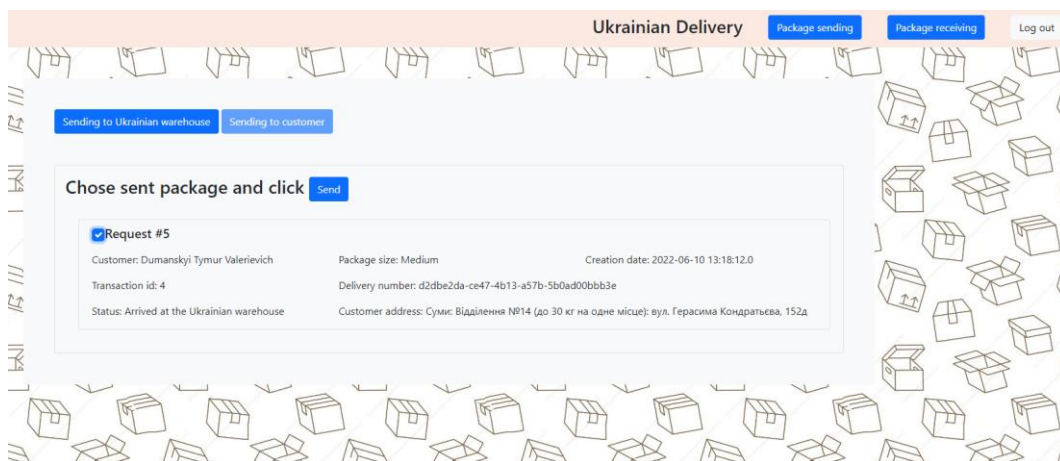 Ukrainian Delivery Package sending Package receiving Log out
Sending to Ukrainian warehouse Sending to customer
Chose sent package and click Send
Request #5
Customer: Dumanskyi Tymur Valerievich Package size: Medium Creation date: 2022-06-10 13:18:12.0
Transaction id: 4 Delivery number: d2dbe2da-ce47-4b13-a57b-5b0ad00bbb3e
Status: Arrived at the Ukrainian warehouse Customer address: Суми: Відділення №14 (до 30 кг на одне місце): вул. Герасима Кондратьєва, 152д